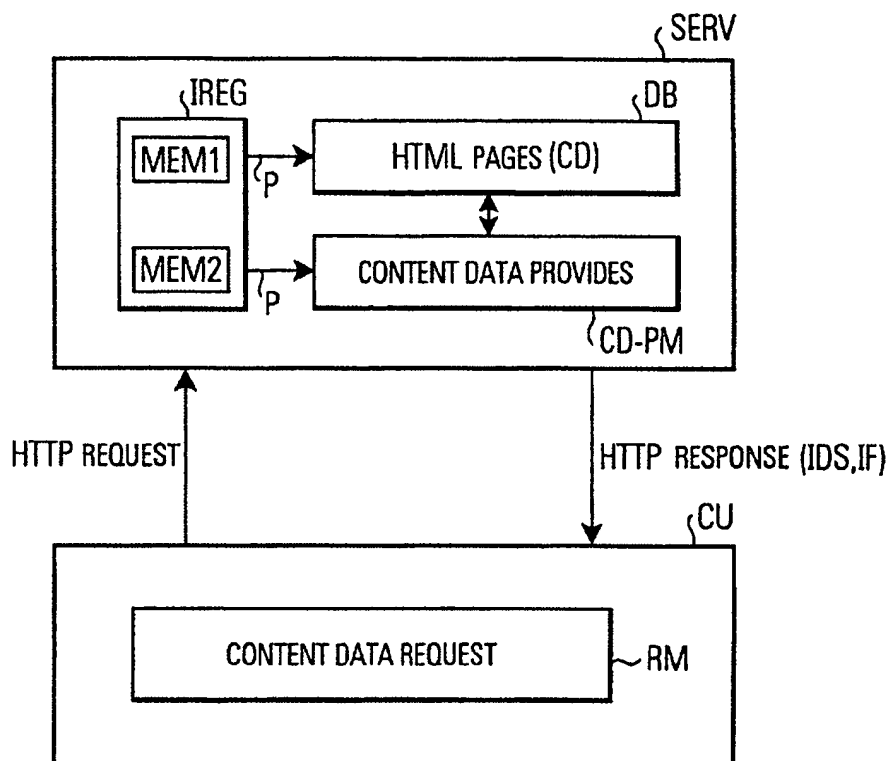 SERV
IREG
DB
MEM1
P
HTML PAGES (CD)
MEM2
P
CONTENT DATA PROVIDES
CD-PM
HTTP REQUEST
HTTP RESPONSE (IDS,IF)
CU
CONTENT DATA REQUEST
RM